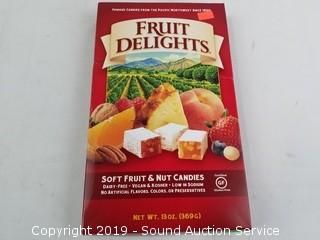 FAMOUS CANDIES FROM THE PACIFIC NORTHWEST SINCE
FRUIT
DELIGHTS
SOFT FRUIT & NUT CANDIES
DAIRY-FREE • VEGAN & KOSHER • LOW IN SODIUM
NO ARTIFICIAL FLAVORS, COLORS, OR PRESERVATIVES
GF
NET WT. 13 OZ. (369G)
Copyright 2019 - Sound Auction Service